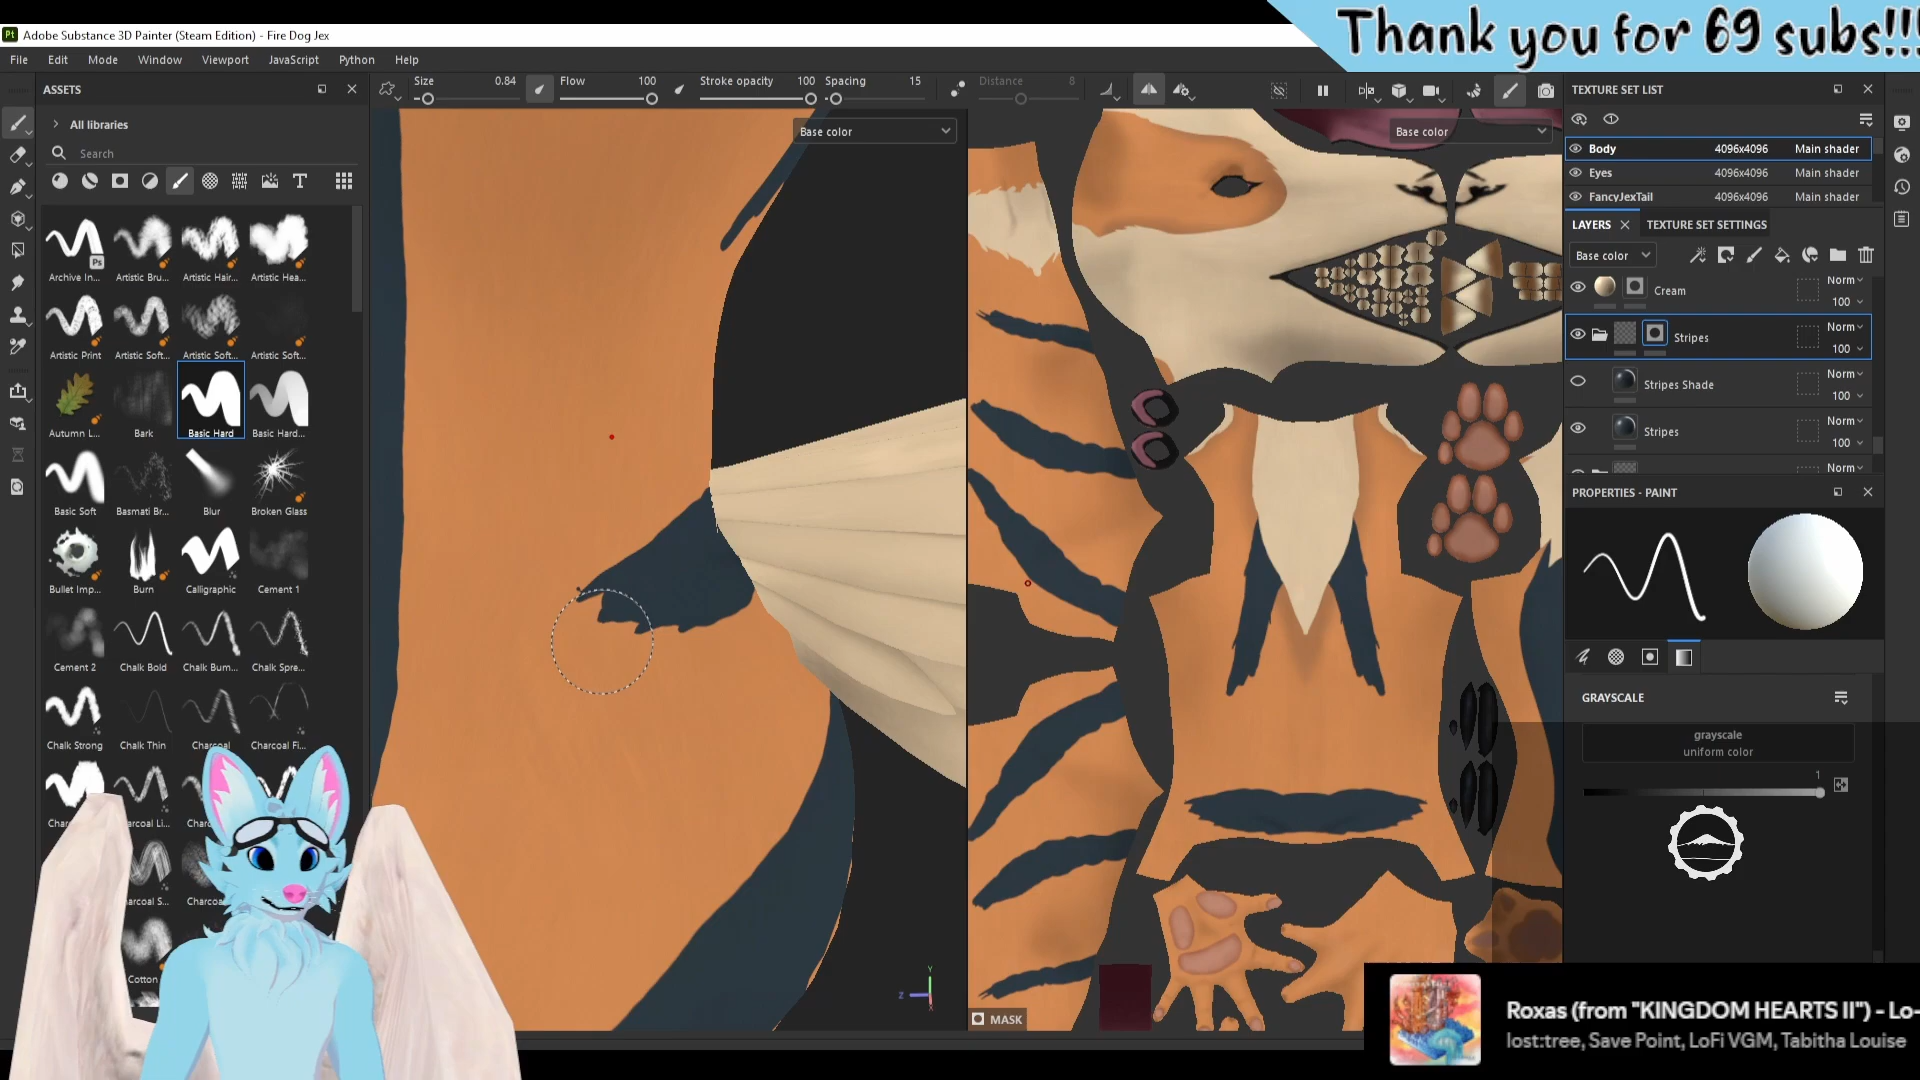 Thank you for 69 subs!!!
Adobe Substance 3D Painter (Steam Edition) - Fire Dog Jex
File Edit Mode Window Viewport JavaScript Python Help
ASSETS
Size 0.84 Flow 100 Stroke opacity 100 Spacing 15 Distance 8
All libraries
Search
Archive In... Artistic Bru... Artistic Hair... Artistic Hea...
Ps
Artistic Print Artistic Soft... Artistic Soft... Artistic Soft...
Autumn L... Bark Basic Hard Basic Hard...
Basic Soft Basmati Br... Blur Broken Glass
Bullet Imp... Burn Calligraphic Cement 1
Cement 2 Chalk Bold Chalk Bum... Chalk Spre...
Chalk Strong Chalk Thin Charcoal Charcoal Fi...
Cotton
Base color
Base color
Z Y X
MASK
TEXTURE SET LIST
Body 4096x4096 Main shader
Eyes 4096x4096 Main shader
FancyJexTail 4096x4096 Main shader
LAYERS TEXTURE SET SETTINGS
Base color
Cream Norm 100
Stripes Norm 100
Stripes Shade Norm 100
Stripes Norm 100
Norm
PROPERTIES - PAINT
GRAYSCALE
grayscale
uniform color
1
Roxas (from "KINGDOM HEARTS II") - Lo-
lost:tree, Save Point, LoFi VGM, Tabitha Louise